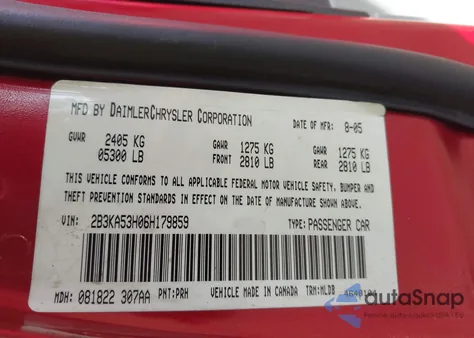 MFD BY DAIMLERCHRYSLER CORPORATION
DATE OF MFR: 8-05
GVWR 2405 KG 05300 LB
GAWR FRONT 1275 KG 2810 LB
GAWR REAR 1275 KG 2810 LB
THIS VEHICLE CONFORMS TO ALL APPLICABLE FEDERAL MOTOR VEHICLE SAFETY, BUMPER AND
THEFT PREVENTION STANDARDS IN EFFECT ON THE DATE OF MANUFACTURE SHOWN ABOVE.
VIN: 2B3KA53H06H179859 TYPE: PASSENGER CAR
MDH: 081822 307AA PNT: PRH VEHICLE MADE IN CANADA TRM: MLD8
autoSnap